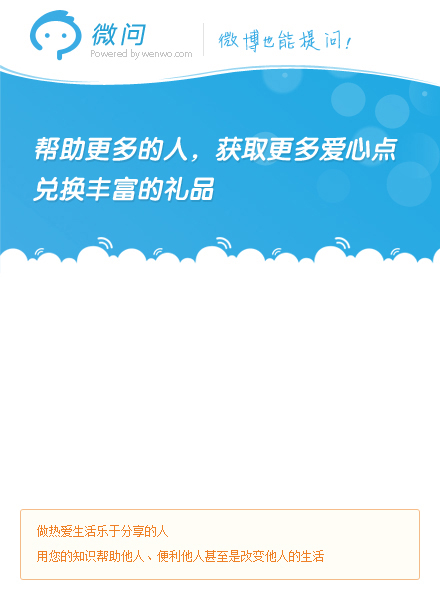 微问
Powered by wenwo.com
微博也能提问!
帮助更多的人，获取更多爱心点
兑换丰富的礼品
做热爱生活乐于分享的人
用您的知识帮助他人、便利他人甚至是改变他人的生活